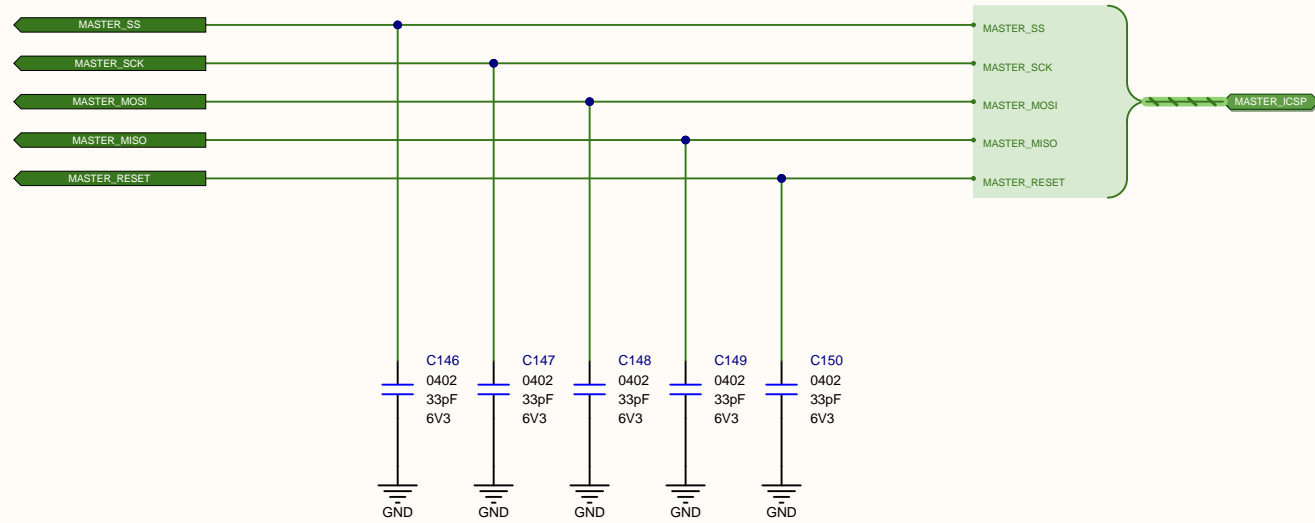 MASTER_SS
MASTER_SCK
MASTER_MOSI
MASTER_MISO
MASTER_RESET
MASTER_SS
MASTER_SCK
MASTER_MOSI
MASTER_MISO
MASTER_RESET
MASTER_ICSP
C146
0402
33pF
6V3
C147
0402
33pF
6V3
C148
0402
33pF
6V3
C149
0402
33pF
6V3
C150
0402
33pF
6V3
GND
GND
GND
GND
GND